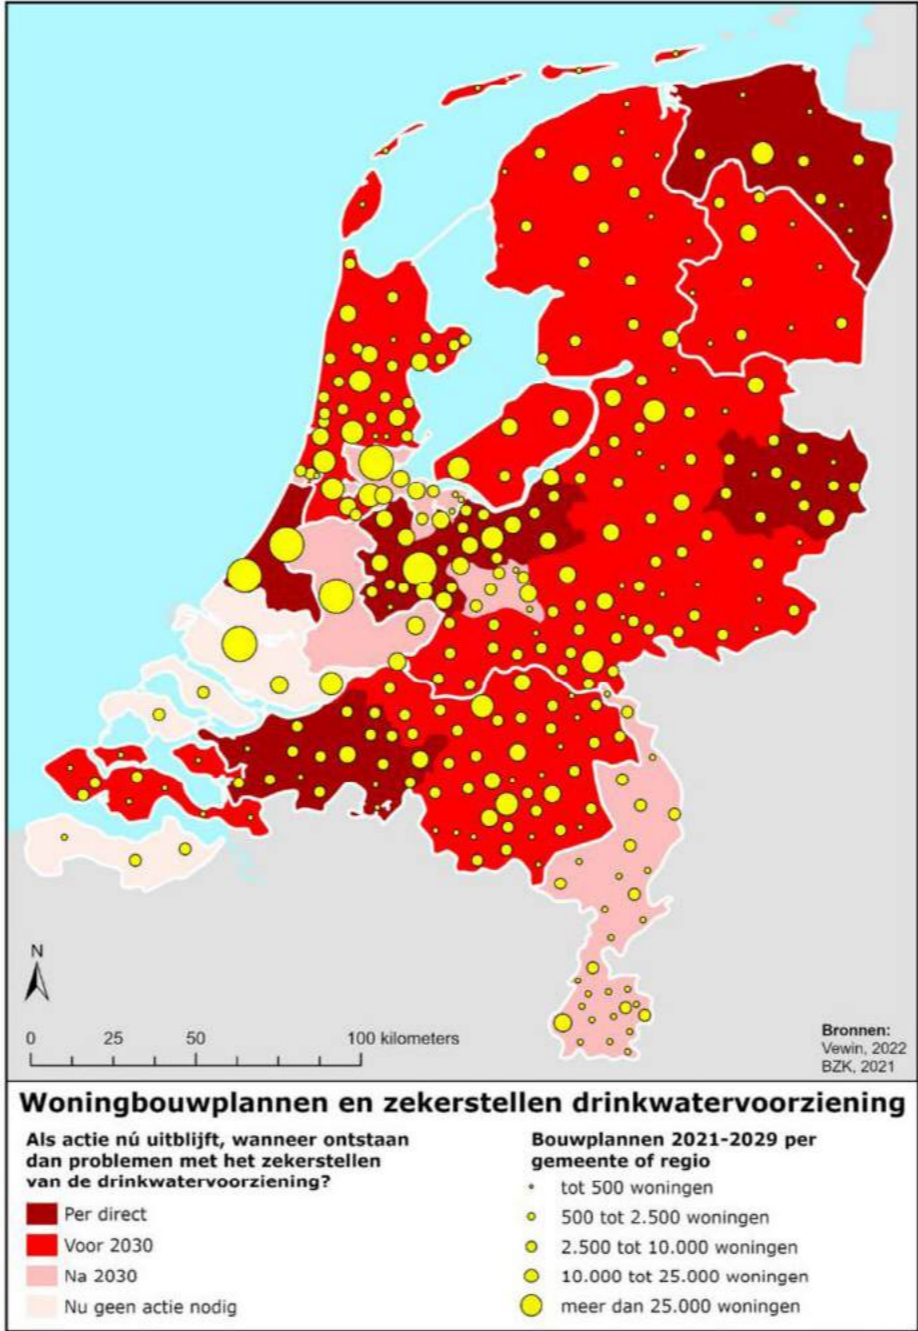 N
0 25 50 100 kilometers
Bronnen:
Vewin, 2022
BZK, 2021
Woningbouwplannen en zekerstellen drinkwatervoorziening
Als actie nú uitblijft, wanneer ontstaan
dan problemen met het zekerstellen
van de drinkwatervoorziening?
Per direct
Voor 2030
Na 2030
Nu geen actie nodig
Bouwplannen 2021-2029 per
gemeente of regio
tot 500 woningen
500 tot 2.500 woningen
2.500 tot 10.000 woningen
10.000 tot 25.000 woningen
meer dan 25.000 woningen